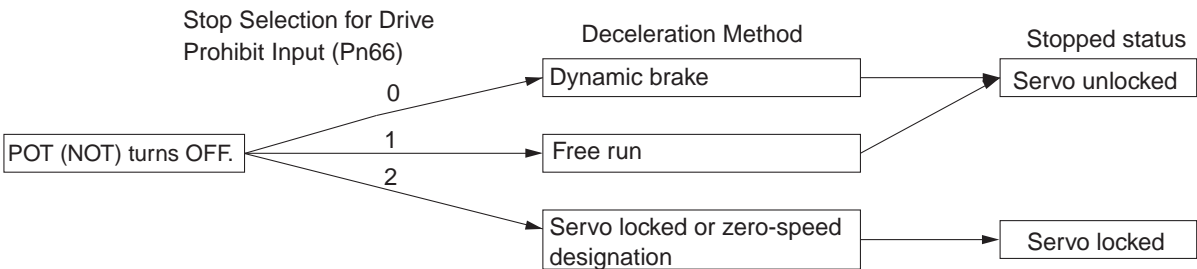 Stop Selection for Drive
Prohibit Input (Pn66)
Deceleration Method
Stopped status
0
Dynamic brake
Servo unlocked
POT (NOT) turns OFF.
1
Free run
2
Servo locked or zero-speed
designation
Servo locked